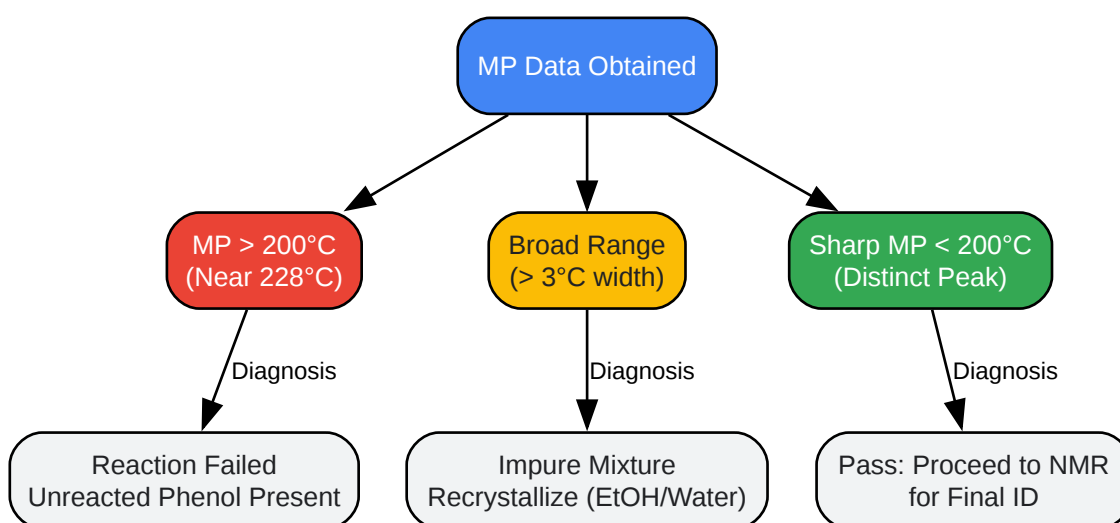 MP Data Obtained
MP > 200°C
(Near 228°C)
Broad Range
(> 3°C width)
Sharp MP < 200°C
(Distinct Peak)
Diagnosis
Diagnosis
Diagnosis
Reaction Failed
Unreacted Phenol Present
Impure Mixture
Recrystallize (EtOH/Water)
Pass: Proceed to NMR
for Final ID